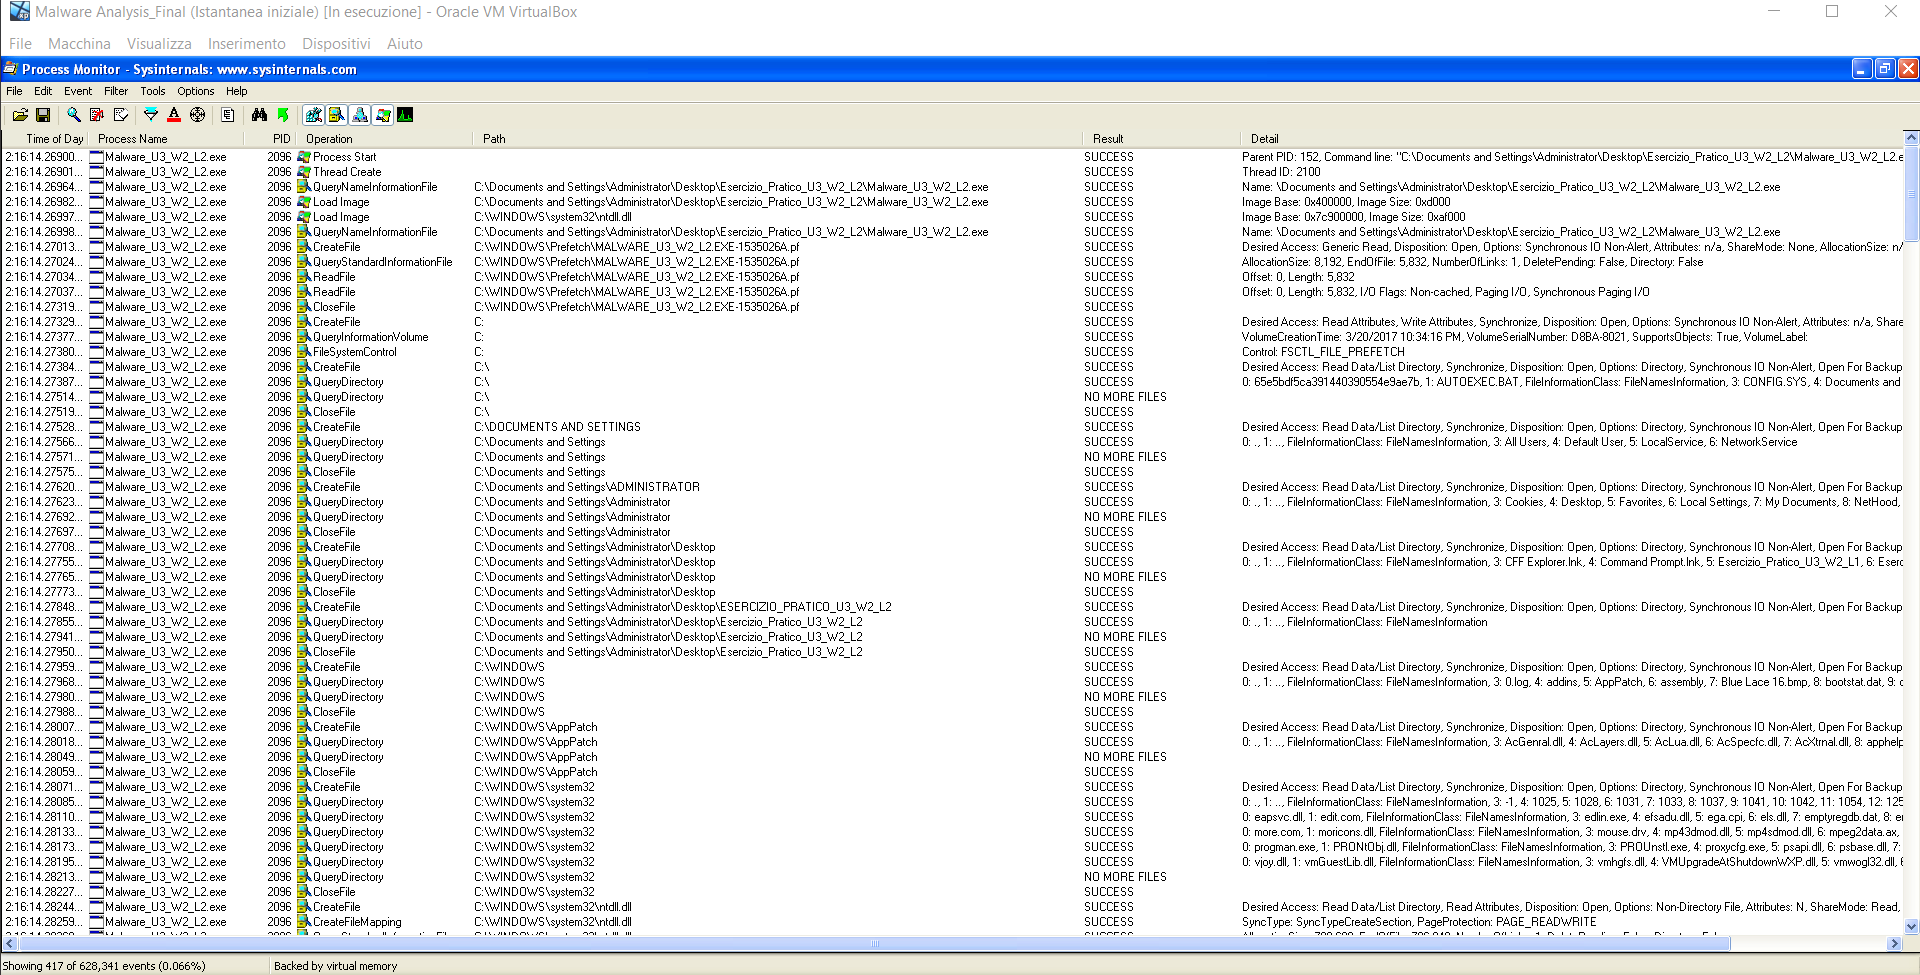 Malware Analysis_Final (Istantanea iniziale) [In esecuzione] - Oracle VM VirtualBox
File Macchina Visualizza Inserimento Dispositivi Aiuto
Process Monitor - Sysinternals: www.sysinternals.com
File Edit Event Filter Tools Options Help
Time of Day Process Name PID Operation Path Result Detail
2:16:14.26900... Malware_U3_W2_L2.exe 2096 Process Start SUCCESS Parent PID: 152, Command line: "C:\Documents and Settings\Administrator\Desktop\Esercizio_Pratico_U3_W2_L2\Malware_U3_W2_L2.e
2:16:14.26901... Malware_U3_W2_L2.exe 2096 Thread Create SUCCESS Thread ID: 2100
2:16:14.26964... Malware_U3_W2_L2.exe 2096 QueryNameInformationFile C:\Documents and Settings\Administrator\Desktop\Esercizio_Pratico_U3_W2_L2\Malware_U3_W2_L2.exe SUCCESS Name: \Documents and Settings\Administrator\Desktop\Esercizio_Pratico_U3_W2_L2\Malware_U3_W2_L2.exe
2:16:14.26982... Malware_U3_W2_L2.exe 2096 Load Image C:\Documents and Settings\Administrator\Desktop\Esercizio_Pratico_U3_W2_L2\Malware_U3_W2_L2.exe SUCCESS Image Base: 0x400000, Image Size: 0xd000
2:16:14.26997... Malware_U3_W2_L2.exe 2096 Load Image C:\WINDOWS\system32\ntdll.dll SUCCESS Image Base: 0x7c900000, Image Size: 0xaf000
2:16:14.26998... Malware_U3_W2_L2.exe 2096 QueryNameInformationFile C:\Documents and Settings\Administrator\Desktop\Esercizio_Pratico_U3_W2_L2\Malware_U3_W2_L2.exe SUCCESS Name: \Documents and Settings\Administrator\Desktop\Esercizio_Pratico_U3_W2_L2\Malware_U3_W2_L2.exe
2:16:14.27013... Malware_U3_W2_L2.exe 2096 CreateFile C:\WINDOWS\Prefetch\MALWARE_U3_W2_L2.EXE-1535026A.pf SUCCESS Desired Access: Generic Read, Disposition: Open, Options: Synchronous IO Non-Alert, Attributes: n/a, ShareMode: None, AllocationSize: n/
2:16:14.27024... Malware_U3_W2_L2.exe 2096 QueryStandardInformationFile C:\WINDOWS\Prefetch\MALWARE_U3_W2_L2.EXE-1535026A.pf SUCCESS AllocationSize: 8,192, EndOfFile: 5,832, NumberOfLinks: 1, DeletePending: False, Directory: False
2:16:14.27034... Malware_U3_W2_L2.exe 2096 ReadFile C:\WINDOWS\Prefetch\MALWARE_U3_W2_L2.EXE-1535026A.pf SUCCESS Offset: 0, Length: 5,832
2:16:14.27037... Malware_U3_W2_L2.exe 2096 ReadFile C:\WINDOWS\Prefetch\MALWARE_U3_W2_L2.EXE-1535026A.pf SUCCESS Offset: 0, Length: 5,832, I/O Flags: Non-cached, Paging I/O, Synchronous Paging I/O
2:16:14.27319... Malware_U3_W2_L2.exe 2096 CloseFile C:\WINDOWS\Prefetch\MALWARE_U3_W2_L2.EXE-1535026A.pf SUCCESS
2:16:14.27329... Malware_U3_W2_L2.exe 2096 CreateFile C: SUCCESS Desired Access: Read Attributes, Write Attributes, Synchronize, Disposition: Open, Options: Synchronous IO Non-Alert, Attributes: n/a, Share
2:16:14.27377... Malware_U3_W2_L2.exe 2096 QueryInformationVolume C: SUCCESS VolumeCreationTime: 3/20/2017 10:34:16 PM, VolumeSerialNumber: D8BA-8021, SupportsObjects: True, VolumeLabel:
2:16:14.27380... Malware_U3_W2_L2.exe 2096 FileSystemControl C: SUCCESS Control: FSCTL_FILE_PREFETCH
2:16:14.27384... Malware_U3_W2_L2.exe 2096 CreateFile C:\ SUCCESS Desired Access: Read Data/List Directory, Synchronize, Disposition: Open, Options: Directory, Synchronous IO Non-Alert, Open For Backup
2:16:14.27387... Malware_U3_W2_L2.exe 2096 QueryDirectory C:\ SUCCESS 0: 65e5bdf5ca391440390554e9ae7b, 1: AUTOEXEC.BAT, FileInformationClass: FileNamesInformation, 3: CONFIG.SYS, 4: Documents and
2:16:14.27514... Malware_U3_W2_L2.exe 2096 QueryDirectory C:\ NO MORE FILES
2:16:14.27519... Malware_U3_W2_L2.exe 2096 CloseFile C:\ SUCCESS
2:16:14.27528... Malware_U3_W2_L2.exe 2096 CreateFile C:\DOCUMENTS AND SETTINGS SUCCESS Desired Access: Read Data/List Directory, Synchronize, Disposition: Open, Options: Directory, Synchronous IO Non-Alert, Open For Backup
2:16:14.27566... Malware_U3_W2_L2.exe 2096 QueryDirectory C:\Documents and Settings SUCCESS 0: ., 1: .., FileInformationClass: FileNamesInformation, 3: All Users, 4: Default User, 5: LocalService, 6: NetworkService
2:16:14.27571... Malware_U3_W2_L2.exe 2096 QueryDirectory C:\Documents and Settings NO MORE FILES
2:16:14.27575... Malware_U3_W2_L2.exe 2096 CloseFile C:\Documents and Settings SUCCESS
2:16:14.27620... Malware_U3_W2_L2.exe 2096 CreateFile C:\Documents and Settings\ADMINISTRATOR SUCCESS Desired Access: Read Data/List Directory, Synchronize, Disposition: Open, Options: Directory, Synchronous IO Non-Alert, Open For Backup
2:16:14.27623... Malware_U3_W2_L2.exe 2096 QueryDirectory C:\Documents and Settings\Administrator SUCCESS 0: ., 1: .., FileInformationClass: FileNamesInformation, 3: Cookies, 4: Desktop, 5: Favorites, 6: Local Settings, 7: My Documents, 8: NetHood,
2:16:14.27692... Malware_U3_W2_L2.exe 2096 QueryDirectory C:\Documents and Settings\Administrator NO MORE FILES
2:16:14.27697... Malware_U3_W2_L2.exe 2096 CloseFile C:\Documents and Settings\Administrator SUCCESS
2:16:14.27708... Malware_U3_W2_L2.exe 2096 CreateFile C:\Documents and Settings\Administrator\Desktop SUCCESS Desired Access: Read Data/List Directory, Synchronize, Disposition: Open, Options: Directory, Synchronous IO Non-Alert, Open For Backup
2:16:14.27755... Malware_U3_W2_L2.exe 2096 QueryDirectory C:\Documents and Settings\Administrator\Desktop SUCCESS 0: ., 1: .., FileInformationClass: FileNamesInformation, 3: CFF Explorer.lnk, 4: Command Prompt.lnk, 5: Esercizio_Pratico_U3_W2_L1, 6: Eserc
2:16:14.27765... Malware_U3_W2_L2.exe 2096 QueryDirectory C:\Documents and Settings\Administrator\Desktop NO MORE FILES
2:16:14.27773... Malware_U3_W2_L2.exe 2096 CloseFile C:\Documents and Settings\Administrator\Desktop SUCCESS
2:16:14.27848... Malware_U3_W2_L2.exe 2096 CreateFile C:\Documents and Settings\Administrator\Desktop\ESERCIZIO_PRATICO_U3_W2_L2 SUCCESS Desired Access: Read Data/List Directory, Synchronize, Disposition: Open, Options: Directory, Synchronous IO Non-Alert, Open For Backup
2:16:14.27855... Malware_U3_W2_L2.exe 2096 QueryDirectory C:\Documents and Settings\Administrator\Desktop\Esercizio_Pratico_U3_W2_L2 SUCCESS 0: ., 1: .., FileInformationClass: FileNamesInformation
2:16:14.27941... Malware_U3_W2_L2.exe 2096 QueryDirectory C:\Documents and Settings\Administrator\Desktop\Esercizio_Pratico_U3_W2_L2 NO MORE FILES
2:16:14.27950... Malware_U3_W2_L2.exe 2096 CloseFile C:\Documents and Settings\Administrator\Desktop\Esercizio_Pratico_U3_W2_L2 SUCCESS
2:16:14.27959... Malware_U3_W2_L2.exe 2096 CreateFile C:\WINDOWS SUCCESS Desired Access: Read Data/List Directory, Synchronize, Disposition: Open, Options: Directory, Synchronous IO Non-Alert, Open For Backup
2:16:14.27968... Malware_U3_W2_L2.exe 2096 QueryDirectory C:\WINDOWS SUCCESS 0: ., 1: .., FileInformationClass: FileNamesInformation, 3: 0.log, 4: addins, 5: AppPatch, 6: assembly, 7: Blue Lace 16.bmp, 8: bootstat.dat, 9: c
2:16:14.27980... Malware_U3_W2_L2.exe 2096 QueryDirectory C:\WINDOWS NO MORE FILES
2:16:14.27988... Malware_U3_W2_L2.exe 2096 CloseFile C:\WINDOWS SUCCESS
2:16:14.28007... Malware_U3_W2_L2.exe 2096 CreateFile C:\WINDOWS\AppPatch SUCCESS Desired Access: Read Data/List Directory, Synchronize, Disposition: Open, Options: Directory, Synchronous IO Non-Alert, Open For Backup
2:16:14.28018... Malware_U3_W2_L2.exe 2096 QueryDirectory C:\WINDOWS\AppPatch SUCCESS 0: ., 1: .., FileInformationClass: FileNamesInformation, 3: AcGenral.dll, 4: AcLayers.dll, 5: AcLua.dll, 6: AcSpecfc.dll, 7: AcXtrnal.dll, 8: apphelp
2:16:14.28049... Malware_U3_W2_L2.exe 2096 QueryDirectory C:\WINDOWS\AppPatch NO MORE FILES
2:16:14.28059... Malware_U3_W2_L2.exe 2096 CloseFile C:\WINDOWS\AppPatch SUCCESS
2:16:14.28071... Malware_U3_W2_L2.exe 2096 CreateFile C:\WINDOWS\system32 SUCCESS Desired Access: Read Data/List Directory, Synchronize, Disposition: Open, Options: Directory, Synchronous IO Non-Alert, Open For Backup
2:16:14.28085... Malware_U3_W2_L2.exe 2096 QueryDirectory C:\WINDOWS\system32 SUCCESS 0: ., 1: .., FileInformationClass: FileNamesInformation, 3: -1, 4: 1025, 5: 1028, 6: 1031, 7: 1033, 8: 1037, 9: 1041, 10: 1042, 11: 1054, 12: 125
2:16:14.28110... Malware_U3_W2_L2.exe 2096 QueryDirectory C:\WINDOWS\system32 SUCCESS 0: eapsvc.dll, 1: edit.com, FileInformationClass: FileNamesInformation, 3: edlin.exe, 4: efsadu.dll, 5: ega.cpi, 6: els.dll, 7: emptyregdb.dat, 8: er
2:16:14.28133... Malware_U3_W2_L2.exe 2096 QueryDirectory C:\WINDOWS\system32 SUCCESS 0: more.com, 1: moricons.dll, FileInformationClass: FileNamesInformation, 3: mouse.drv, 4: mp43dmod.dll, 5: mp4sdmod.dll, 6: mpeg2data.ax,
2:16:14.28173... Malware_U3_W2_L2.exe 2096 QueryDirectory C:\WINDOWS\system32 SUCCESS 0: progman.exe, 1: PRONtObj.dll, FileInformationClass: FileNamesInformation, 3: PROUnstl.exe, 4: proxycfg.exe, 5: psapi.dll, 6: psbase.dll, 7:
2:16:14.28195... Malware_U3_W2_L2.exe 2096 QueryDirectory C:\WINDOWS\system32 SUCCESS 0: vjoy.dll, 1: vmGuestLib.dll, FileInformationClass: FileNamesInformation, 3: vmhgfs.dll, 4: VMUpgradeAtShutdownWXP.dll, 5: vmwogl32.dll, 6
2:16:14.28213... Malware_U3_W2_L2.exe 2096 QueryDirectory C:\WINDOWS\system32 NO MORE FILES
2:16:14.28227... Malware_U3_W2_L2.exe 2096 CloseFile C:\WINDOWS\system32 SUCCESS
2:16:14.28244... Malware_U3_W2_L2.exe 2096 CreateFile C:\WINDOWS\system32\ntdll.dll SUCCESS Desired Access: Read Data/List Directory, Read Attributes, Disposition: Open, Options: Non-Directory File, Attributes: N, ShareMode: Read,
2:16:14.28259... Malware_U3_W2_L2.exe 2096 CreateFileMapping C:\WINDOWS\system32\ntdll.dll SUCCESS SyncType: SyncTypeCreateSection, PageProtection: PAGE_READWRITE
Showing 417 of 628,341 events (0.066%) Backed by virtual memory